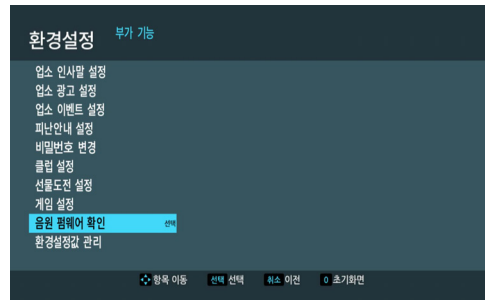 환경설정 부가 기능
업소 인사말 설정
업소 광고 설정
업소 이벤트 설정
피난안내 설정
비밀번호 변경
클럽 설정
선물도전 설정
게임 설정
음원 펌웨어 확인 선택
환경설정값 관리
항목 이동 선택 선택 취소 이전 0 초기화면